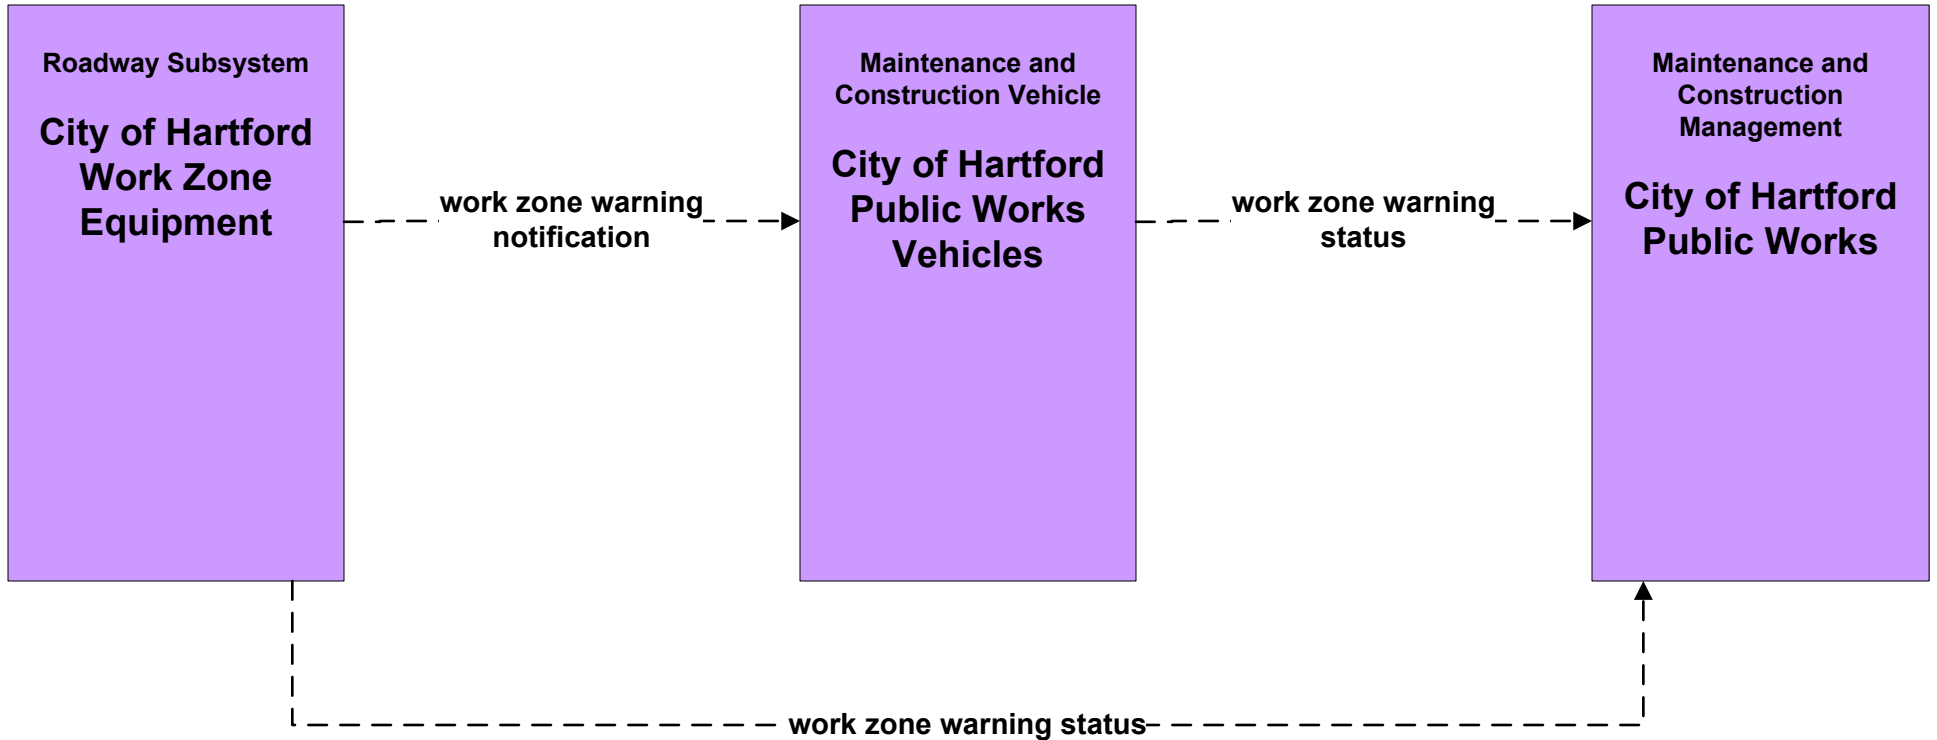 Roadway Subsystem
City of Hartford
Work Zone
Equipment
work zone warning
notification
Maintenance and
Construction Vehicle
City of Hartford
Public Works
Vehicles
work zone warning
status
Maintenance and
Construction
Management
City of Hartford
Public Works
work zone warning status